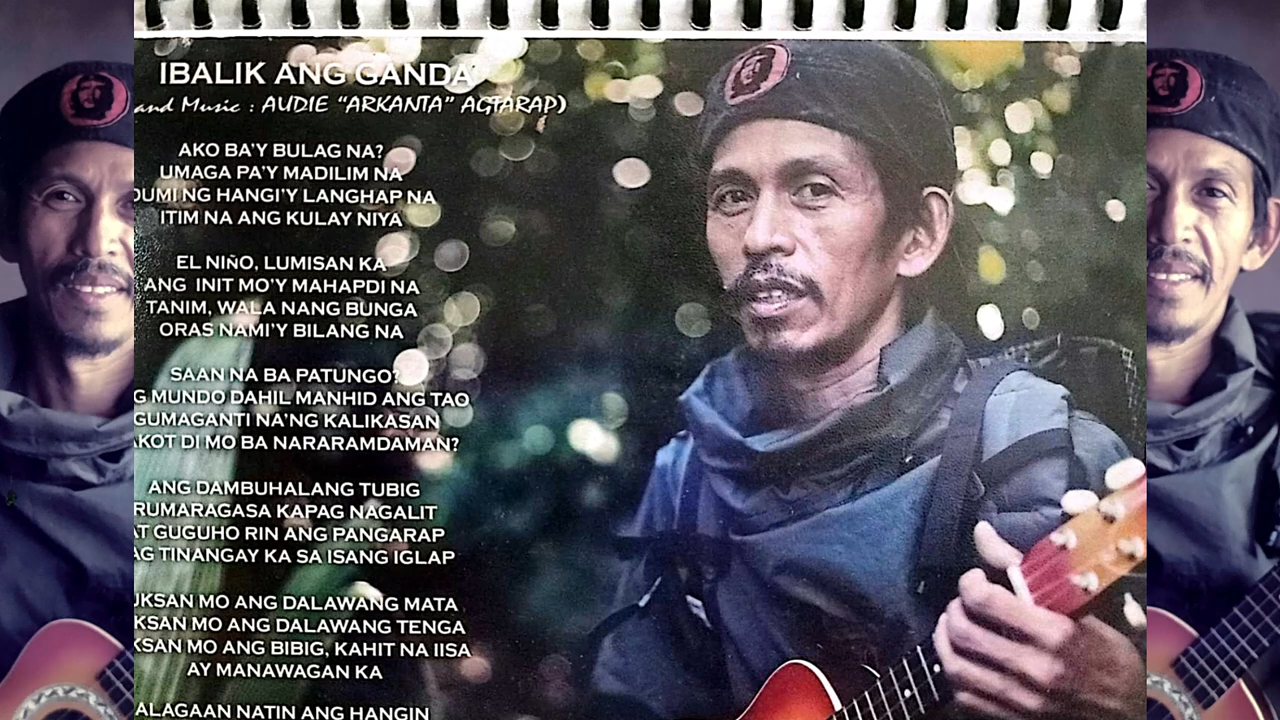 IBALIK ANG GANDA
and Music : AUDIE "ARKANTA" AGTARAP)
AKO BA'Y BULAG NA?
UMAGA PA'Y MADILIM NA
DUMI NG HANGI'Y LANGHAP NA
ITIM NA ANG KULAY NIYA
EL NIÑO, LUMISAN KA
ANG INIT MO'Y MAHAPDI NA
TANIM, WALA NANG BUNGA
ORAS NAMI'Y BILANG NA
SAAN NA BA PATUNGO?
G MUNDO DAHIL MANHID ANG TAO
GUMAGANTI NA'NG KALIKASAN
AKOT DI MO BA NARARAMDAMAN?
ANG DAMBUHALANG TUBIG
RUMARAGASA KAPAG NAGALIT
AT GUGUHO RIN ANG PANGARAP
AG TINANGAY KA SA ISANG IGLAP
UKSAN MO ANG DALAWANG MATA
KSAN MO ANG DALAWANG TENGA
KSAN MO ANG BIBIG, KAHIT NA IISA
AY MANAWAGAN KA
ALAGAAN NATIN ANG HANGIN